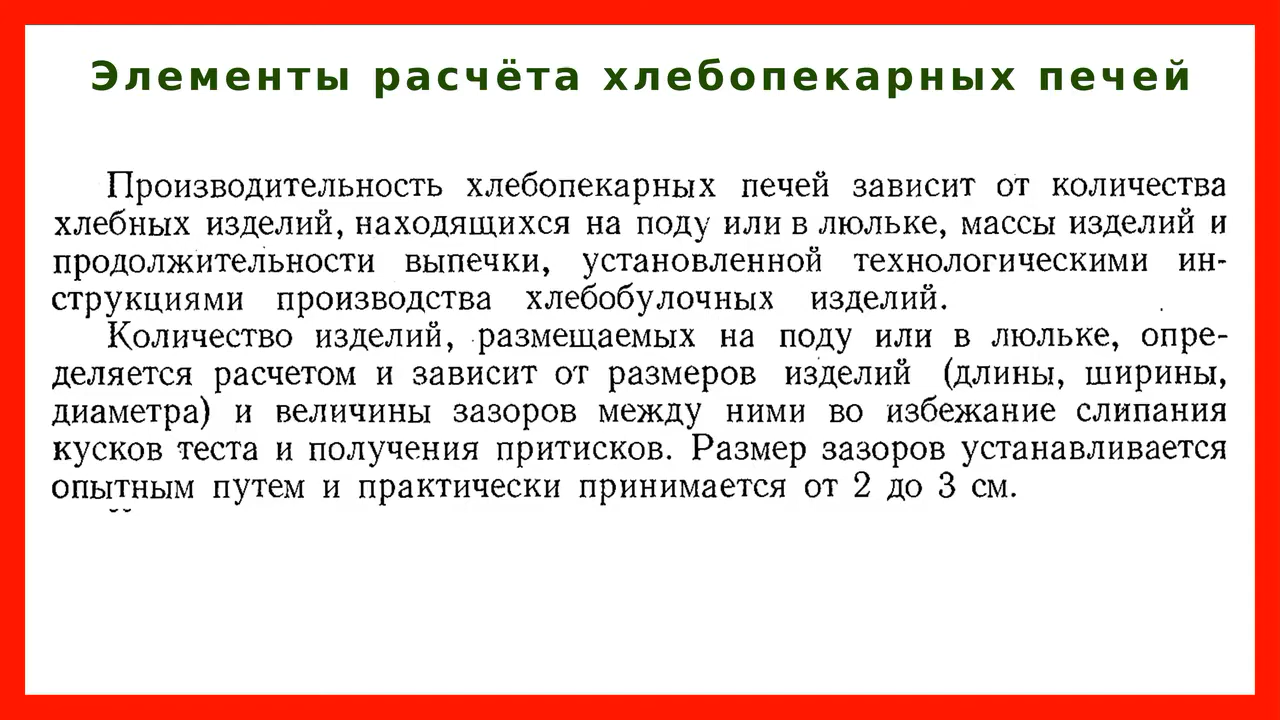 Элементы расчёта хлебопекарных печей
Производительность хлебопекарных печей зависит от количества
хлебных изделий, находящихся на поду или в люльке, массы изделий и
продолжительности выпечки, установленной технологическими ин-
струкциями производства хлебобулочных изделий.
Количество изделий, размещаемых на поду или в люльке, опре-
деляется расчетом и зависит от размеров изделий (длины, ширины,
диаметра) и величины зазоров между ними во избежание слипания
кусков теста и получения притисков. Размер зазоров устанавливается
опытным путем и практически принимается от 2 до 3 см.